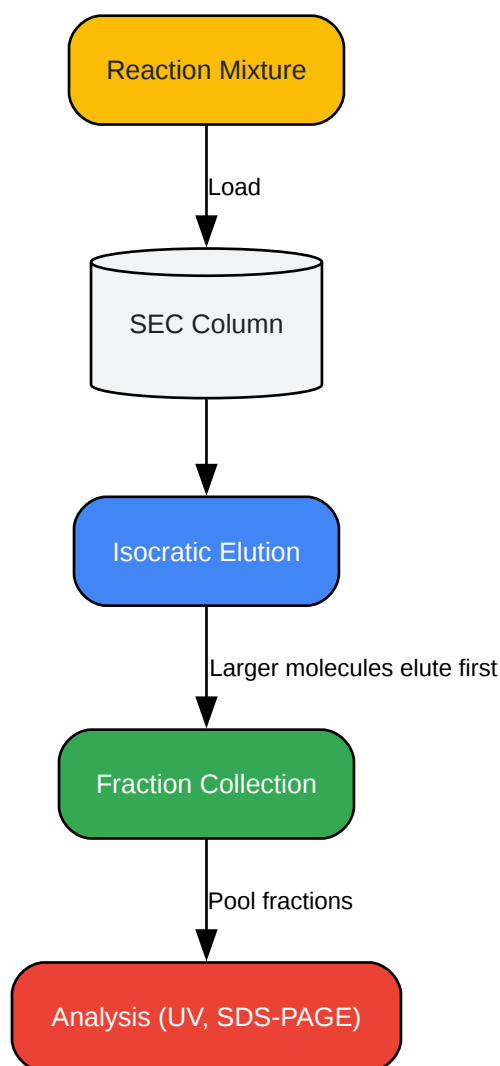 Reaction Mixture
Load
SEC Column
Isocratic Elution
Larger molecules elute first
Fraction Collection
Pool fractions
Analysis (UV, SDS-PAGE)